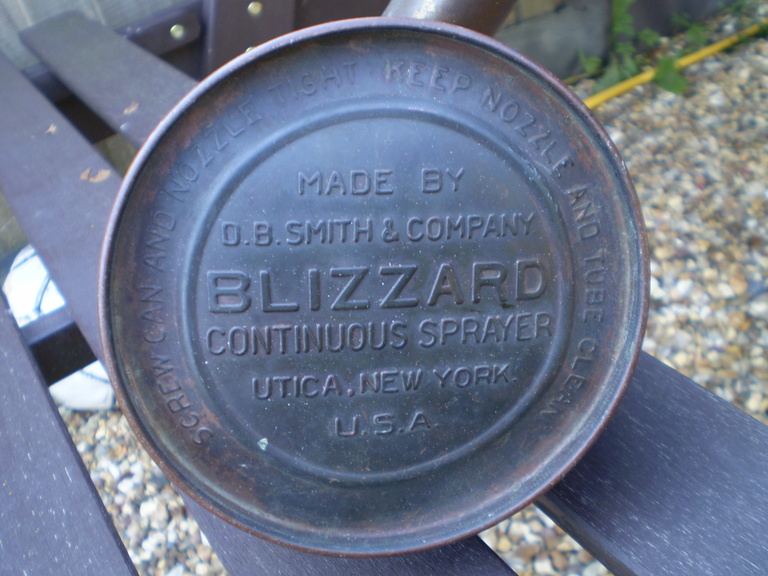 SCREW CAN AND NOZZLE TIGHT KEEP NOZZLE AND TUBE CLEAN
MADE BY
D.B. SMITH & COMPANY
BLIZZARD
CONTINUOUS SPRAYER
UTICA, NEW YORK.
U.S.A.